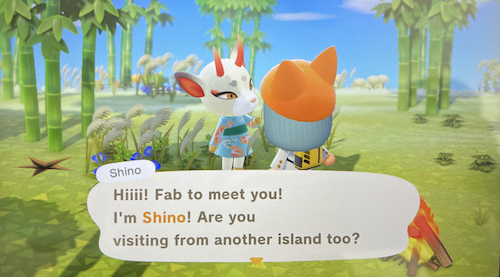 Shino
Hiiii! Fab to meet you!
I'm Shino! Are you
visiting from another island too?